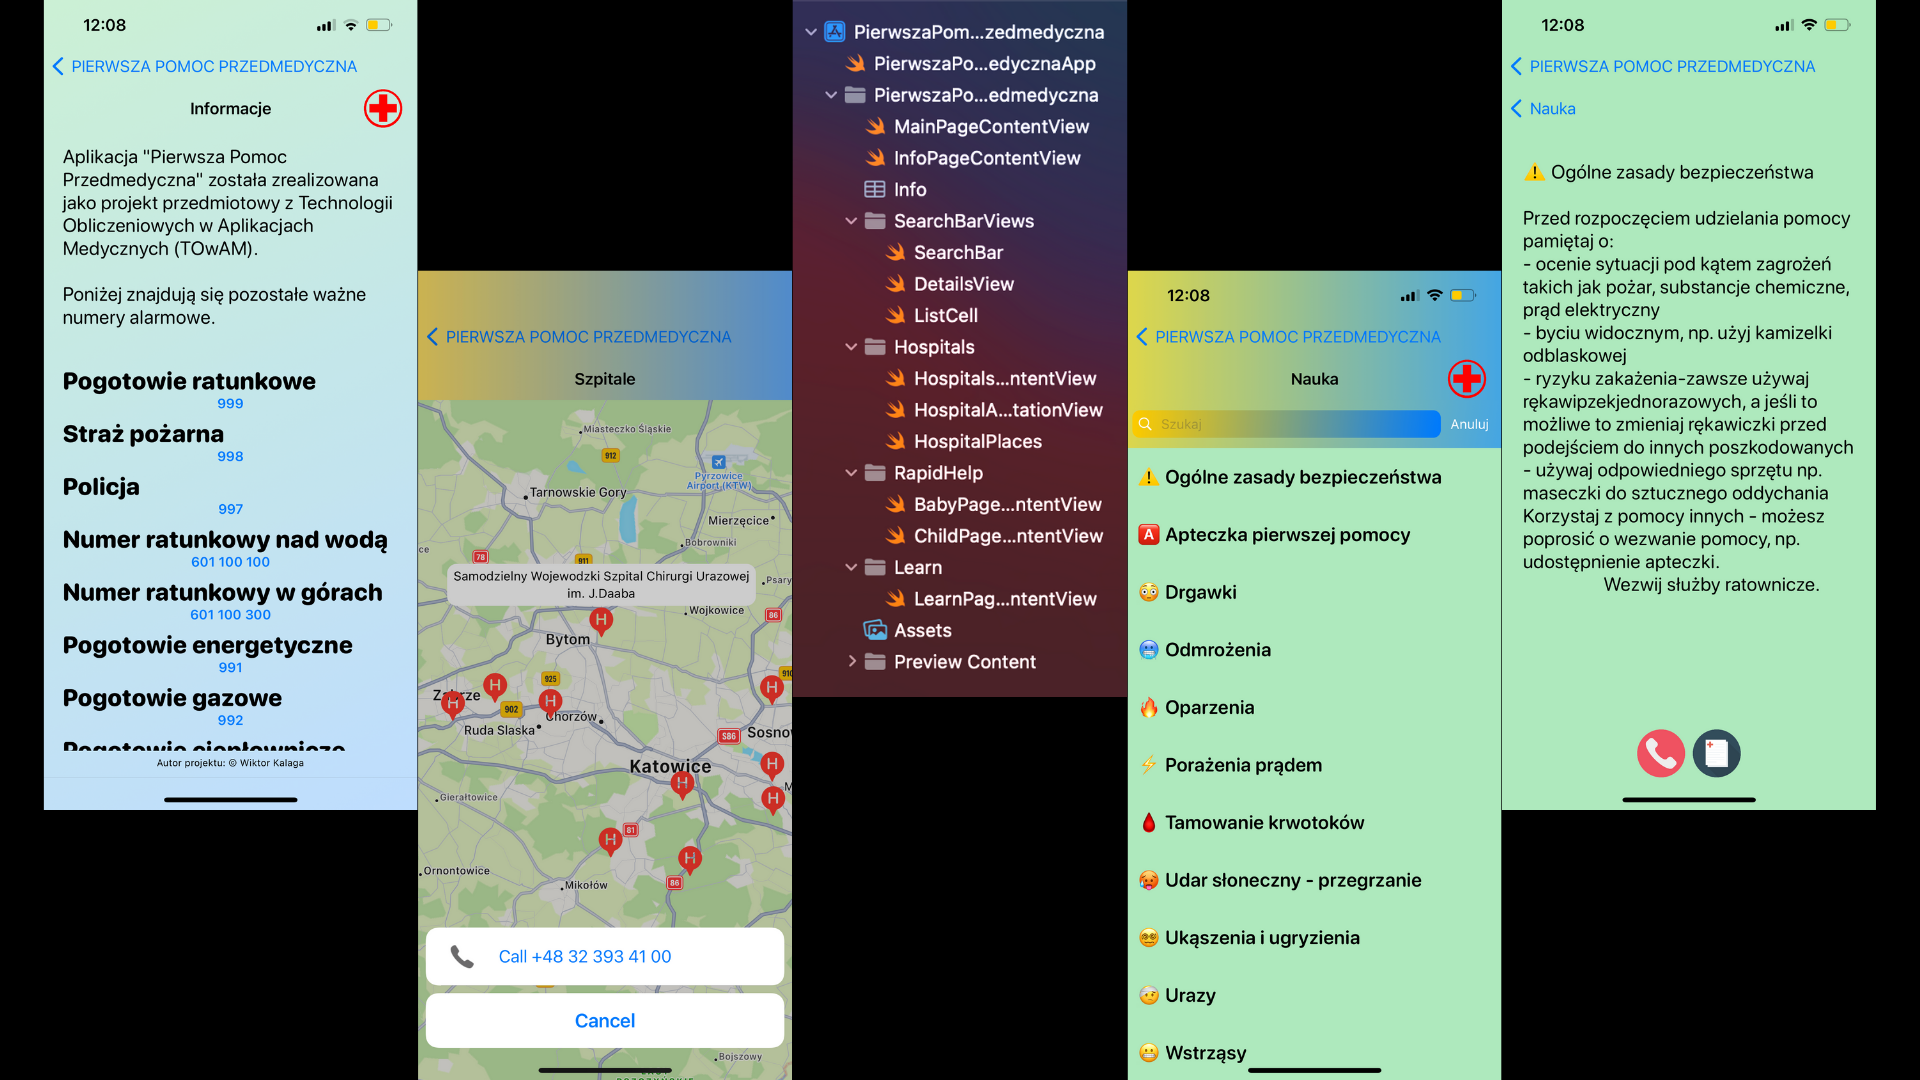 12:08
PIERWSZA POMOC PRZEDMEDYCZNA
Informacje
Aplikacja "Pierwsza Pomoc
Przedmedyczna" została zrealizowana
jako projekt przedmiotowy z Technologii
Obliczeniowych w Aplikacjach
Medycznych (TOwAM).
Poniżej znajdują się pozostałe ważne
numery alarmowe.
Pogotowie ratunkowe
999
Straż pożarna
998
Policja
997
Numer ratunkowy nad wodą
601 100 100
Numer ratunkowy w górach
601 100 300
Pogotowie energetyczne
991
Pogotowie gazowe
992
Pogotowie ciepłownicze
Autor projektu: © Wiktor Kalaga
PIERWSZA POMOC PRZEDMEDYCZNA
Szpitale
Miasteczko Śląskie
912
Pyrzowice
Airport (KTW)
Tarnowskie Gory
Mierzęcice
Bobrowniki
ce
78
911
Samodzielny Wojewodzki Szpital Chirurgi Urazowej
im. J.Daaba
Psary
Wojkowice
86
H
Bytom
H
925
H
910
Zabrze
H
H
902
Chorzów
Ruda Slaska
S86
Sosno
Katowice
H
H
M
Gierałtowice
H
H
81
H
Ornontowice
86
Mikołów
Call +48 32 393 41 00
Cancel
Bojszowy
PierwszaPom...zedmedyczna
PierwszaPo...edycznaApp
PierwszaPo...edmedyczna
MainPageContentView
InfoPageContentView
Info
SearchBarViews
SearchBar
DetailsView
ListCell
Hospitals
Hospitals...ntentView
HospitalA...tationView
HospitalPlaces
RapidHelp
BabyPage...ntentView
ChildPage...ntentView
Learn
LearnPag...ntentView
Assets
Preview Content
12:08
PIERWSZA POMOC PRZEDMEDYCZNA
Nauka
Szukaj
Anuluj
Ogólne zasady bezpieczeństwa
A Apteczka pierwszej pomocy
Drgawki
Odmrożenia
Oparzenia
Porażenia prądem
Tamowanie krwotoków
Udar słoneczny - przegrzanie
Ukąszenia i ugryzienia
Urazy
Wstrząsy
12:08
PIERWSZA POMOC PRZEDMEDYCZNA
Nauka
Ogólne zasady bezpieczeństwa
Przed rozpoczęciem udzielania pomocy
pamiętaj o:
- ocenie sytuacji pod kątem zagrożeń
takich jak pożar, substancje chemiczne,
prąd elektryczny
- byciu widocznym, np. użyj kamizelki
odblaskowej
- ryzyku zakażenia-zawsze używaj
rękawipzekjednorazowych, a jeśli to
możliwe to zmieniaj rękawiczki przed
podejściem do innych poszkodowanych
- używaj odpowiedniego sprzętu np.
maseczki do sztucznego oddychania
Korzystaj z pomocy innych - możesz
poprosić o wezwanie pomocy, np.
udostępnienie apteczki.
Wezwij służby ratownicze.